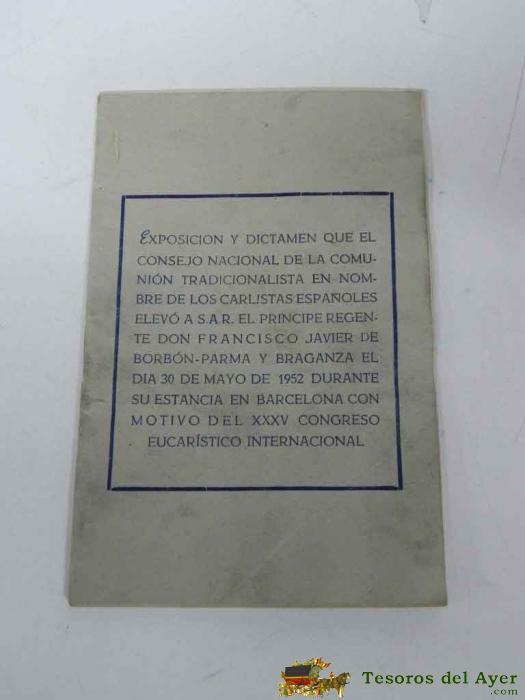 EXPOSICION Y DICTAMEN QUE EL
CONSEJO NACIONAL DE LA COMU-
NIÓN TRADICIONALISTA EN NOM-
BRE DE LOS CARLISTAS ESPAÑOLES
ELEVÓ A S.A.R. EL PRINCIPE REGEN-
TE DON FRANCISCO JAVIER DE
BORBÓN-PARMA Y BRAGANZA EL
DIA 30 DE MAYO DE 1952 DURANTE
SU ESTANCIA EN BARCELONA CON
MOTIVO DEL XXXV CONGRESO
EUCARÍSTICO INTERNACIONAL
Tesoros del Ayer
.com